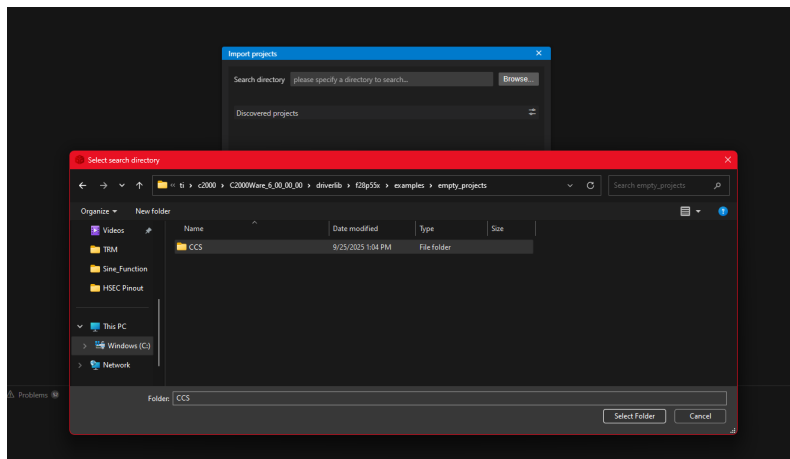 Import projects
Search directory please specify a directory to search... Browse...
Discovered projects
Select search directory
« ti › c2000 › C2000Ware_6_00_00_00 › driverlib › f28p55x › examples › empty_projects Search empty_projects
Organize New folder
Name Date modified Type Size
Videos
CCS 9/25/2025 1:04 PM File folder
TRM
Sine_Function
HSEC Pinout
This PC
Windows (C:)
Network
Problems
Folder: CCS
Select Folder Cancel